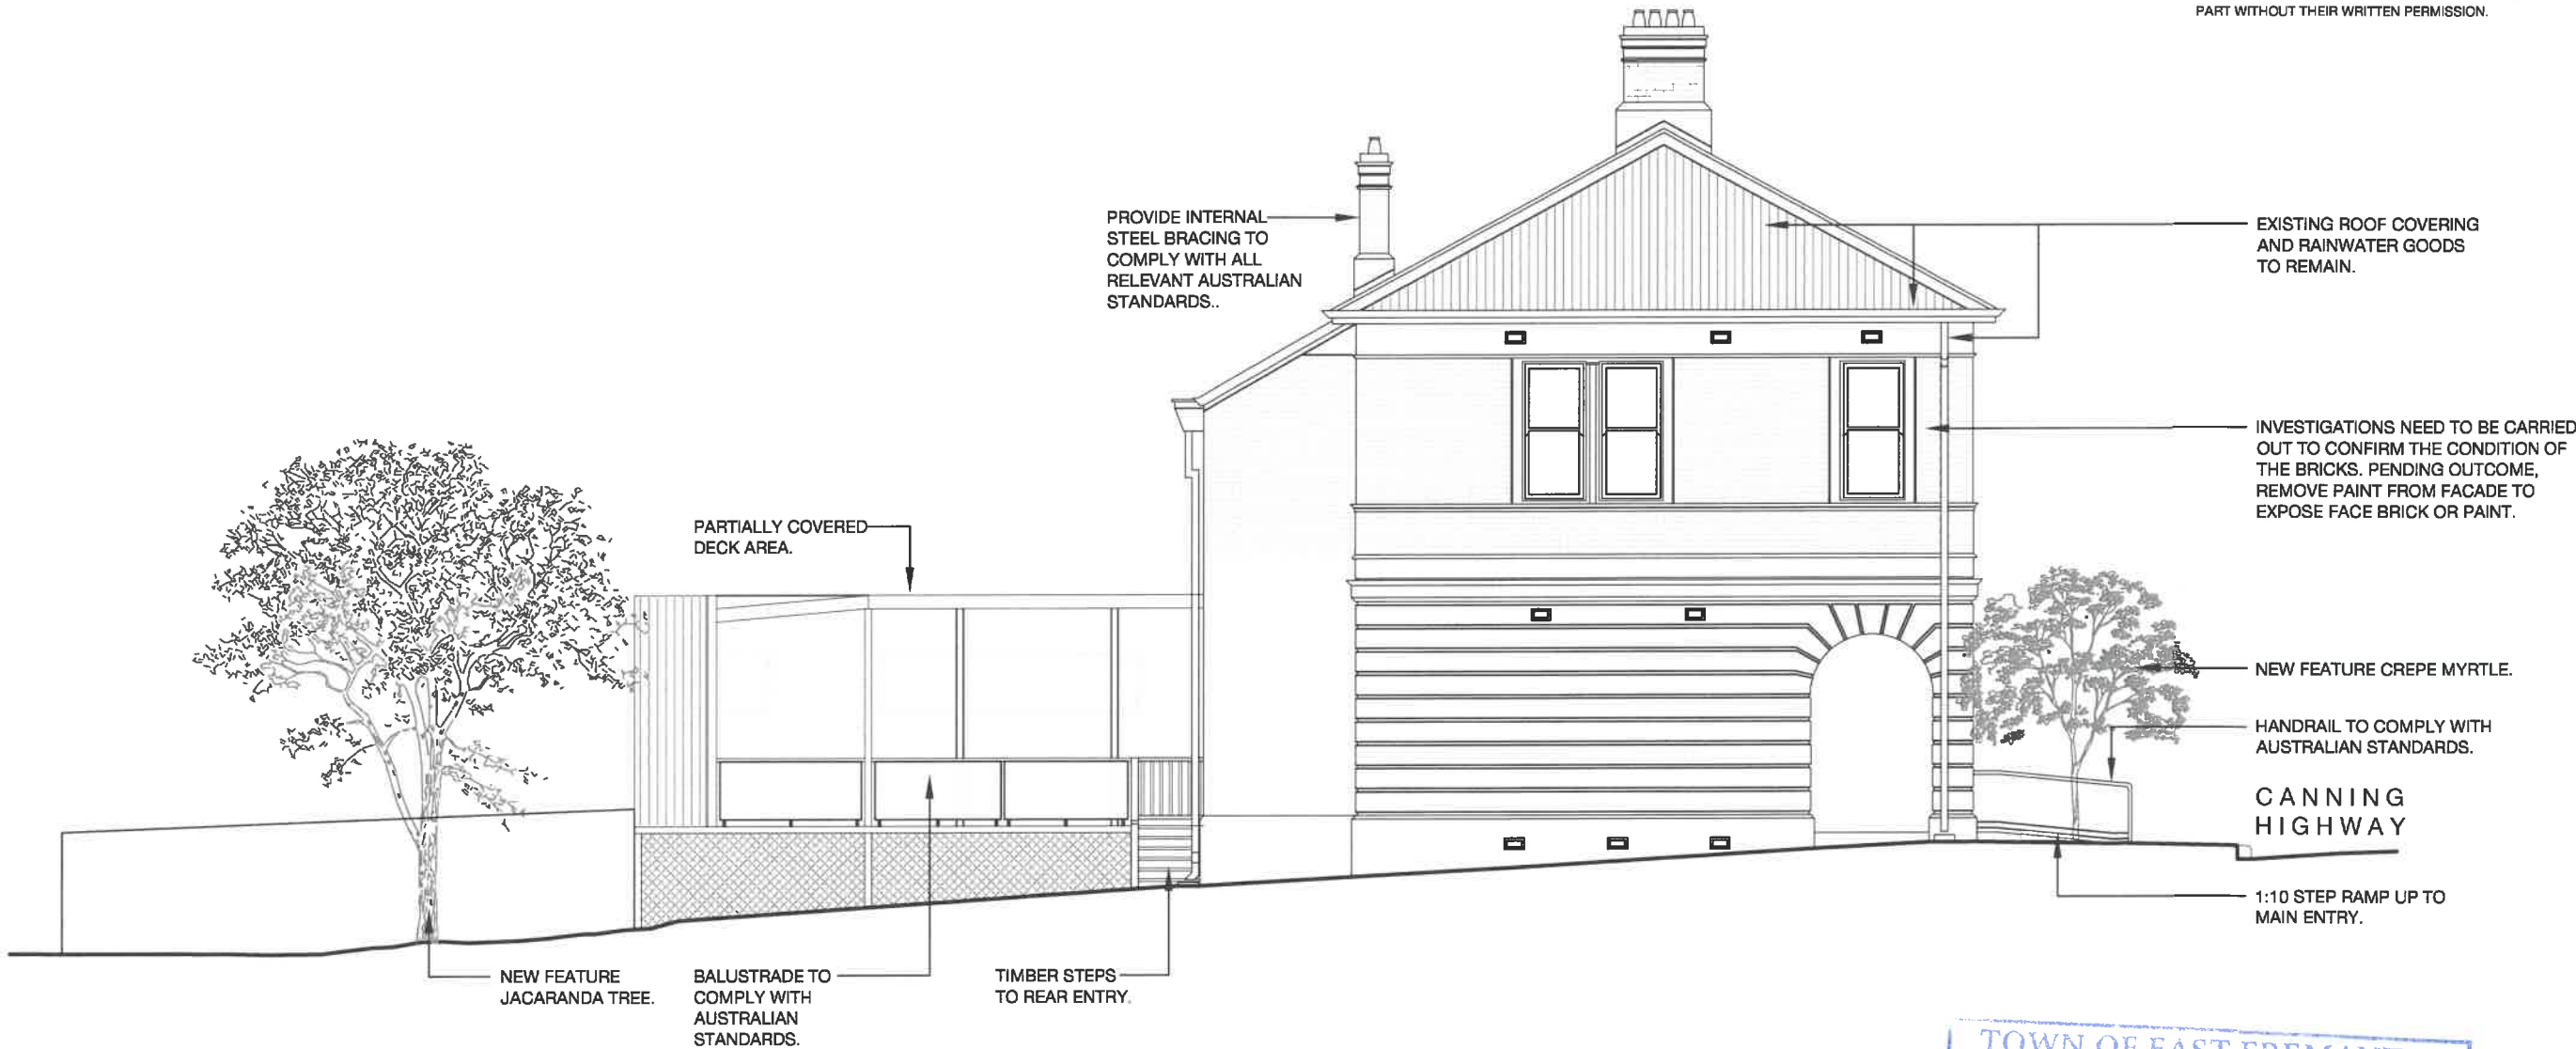 PART WITHOUT THEIR WRITTEN PERMISSION.
PROVIDE INTERNAL
STEEL BRACING TO
COMPLY WITH ALL
RELEVANT AUSTRALIAN
STANDARDS..
EXISTING ROOF COVERING
AND RAINWATER GOODS
TO REMAIN.
INVESTIGATIONS NEED TO BE CARRIED
OUT TO CONFIRM THE CONDITION OF
THE BRICKS. PENDING OUTCOME,
REMOVE PAINT FROM FACADE TO
EXPOSE FACE BRICK OR PAINT.
PARTIALLY COVERED
DECK AREA.
NEW FEATURE CREPE MYRTLE.
HANDRAIL TO COMPLY WITH
AUSTRALIAN STANDARDS.
CANNING
HIGHWAY
1:10 STEP RAMP UP TO
MAIN ENTRY.
NEW FEATURE
JACARANDA TREE.
BALUSTRADE TO
COMPLY WITH
AUSTRALIAN
STANDARDS.
TIMBER STEPS
TO REAR ENTRY.
TOWN OF EAST